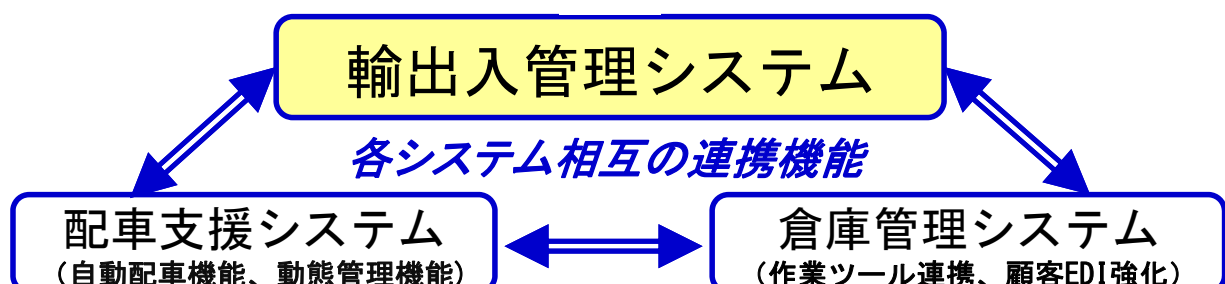 輸出入管理システム
各システム相互の連携機能
配車支援システム
（自動配車機能、動態管理機能）
倉庫管理システム
（作業ツール連携、顧客EDI強化）